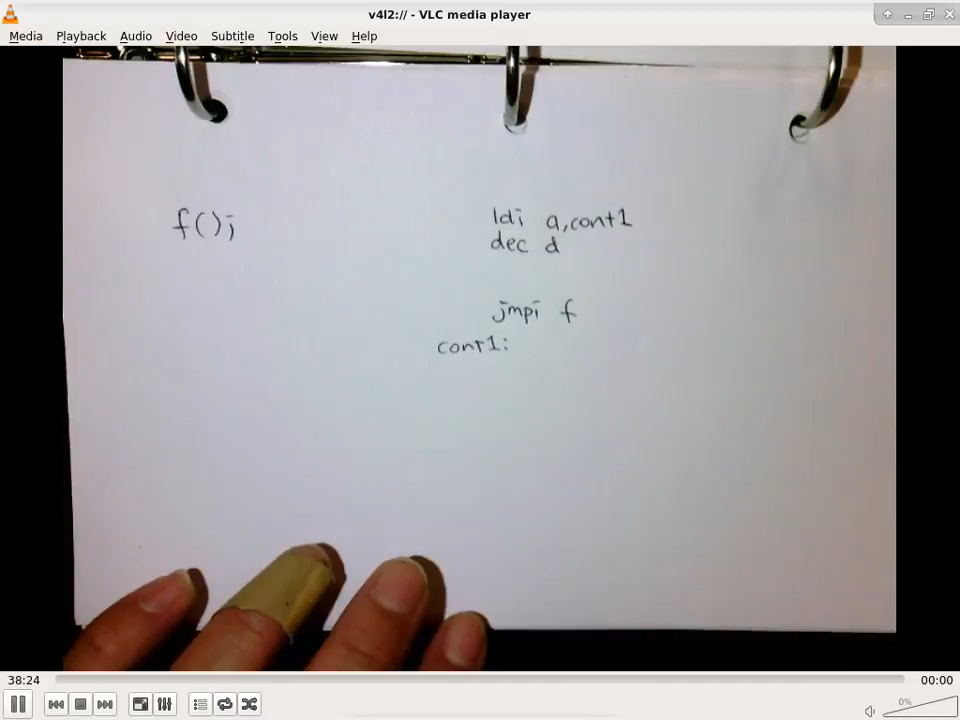 v4l2:// - VLC media player
Media Playback Audio Video Subtitle Tools View Help
f();
ldi a,cont1
dec d
jmpi f
cont1:
38:24
00:00
0%